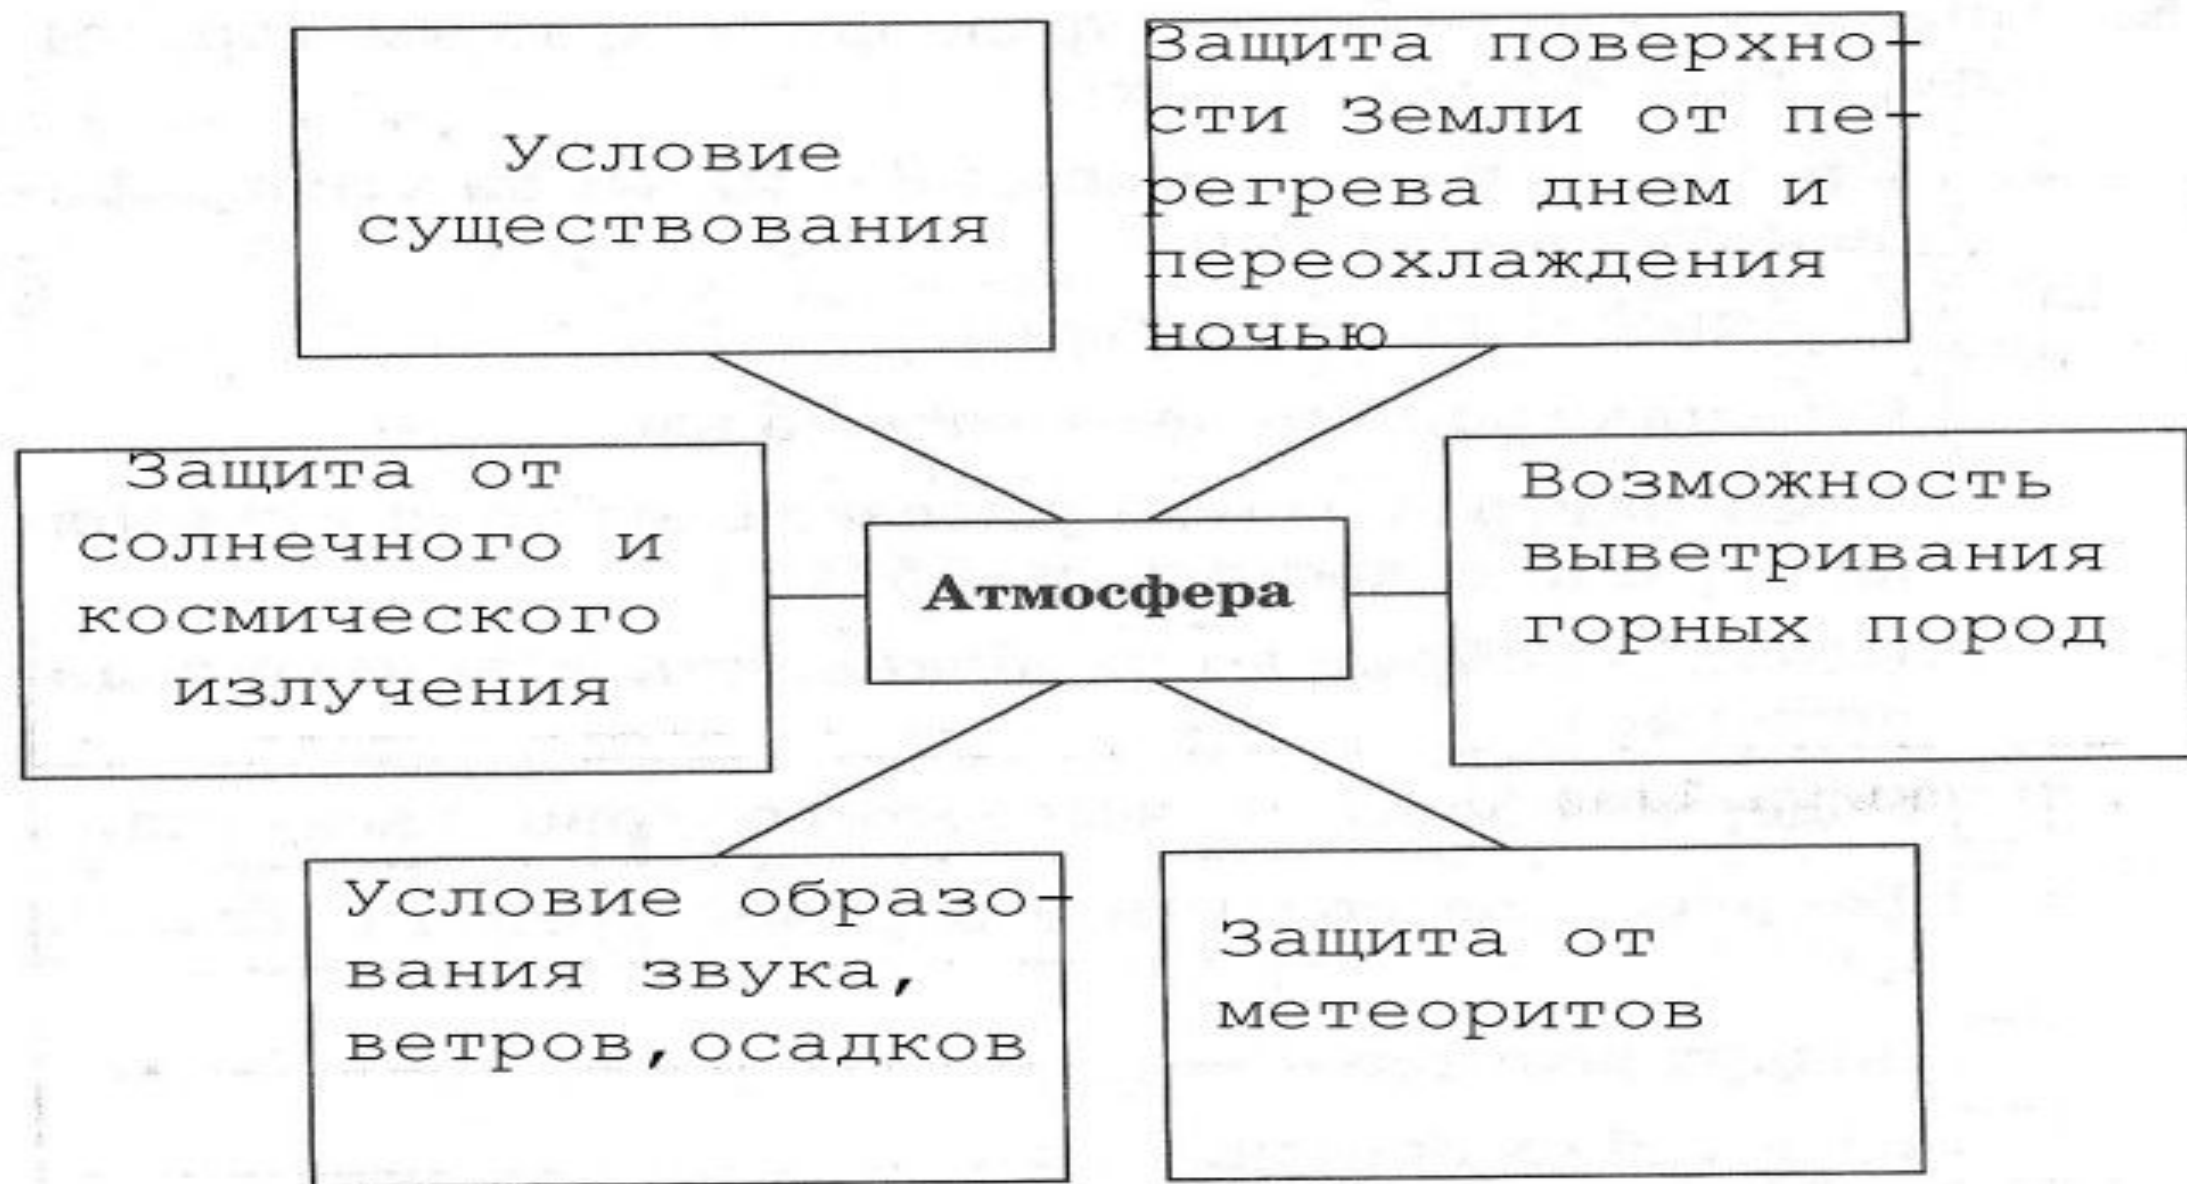 Условие
существования
Защита поверхно-
сти Земли от пе-
регрева днем и
переохлаждения
ночью
Защита от
солнечного и
космического
излучения
Атмосфера
Возможность
выветривания
горных пород
Условие образо-
вания звука,
ветров,осадков
Защита от
метеоритов